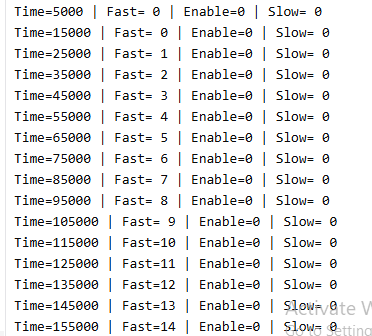 Time=5000 | Fast= 0 | Enable=0 | Slow= 0
Time=15000 | Fast= 0 | Enable=0 | Slow= 0
Time=25000 | Fast= 1 | Enable=0 | Slow= 0
Time=35000 | Fast= 2 | Enable=0 | Slow= 0
Time=45000 | Fast= 3 | Enable=0 | Slow= 0
Time=55000 | Fast= 4 | Enable=0 | Slow= 0
Time=65000 | Fast= 5 | Enable=0 | Slow= 0
Time=75000 | Fast= 6 | Enable=0 | Slow= 0
Time=85000 | Fast= 7 | Enable=0 | Slow= 0
Time=95000 | Fast= 8 | Enable=0 | Slow= 0
Time=105000 | Fast= 9 | Enable=0 | Slow= 0
Time=115000 | Fast=10 | Enable=0 | Slow= 0
Time=125000 | Fast=11 | Enable=0 | Slow= 0
Time=135000 | Fast=12 | Enable=0 | Slow= 0
Time=145000 | Fast=13 | Enable=0 | Slow= 0
Activate W
Time=155000 | Fast=14 | Enable=0 | Slow= 0
Go to Setting